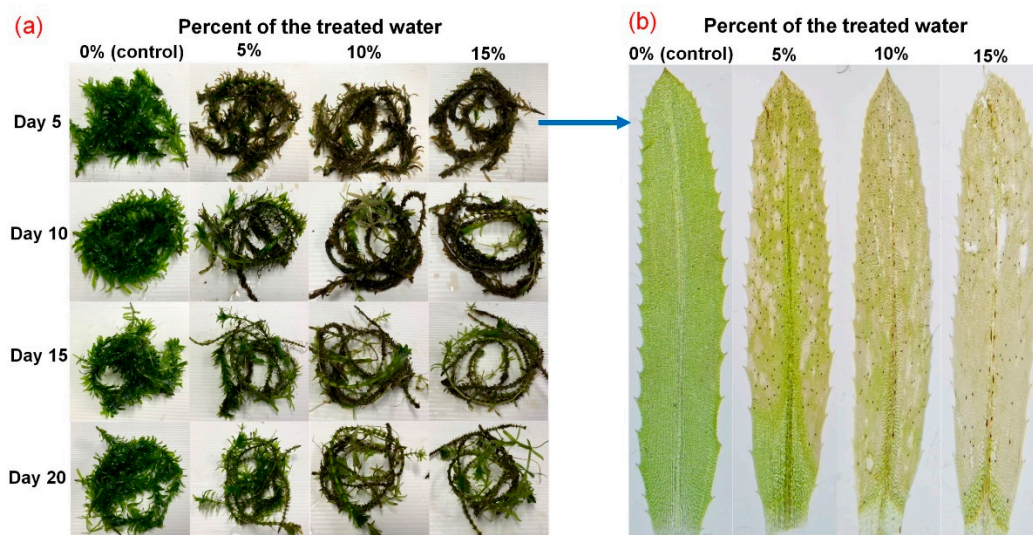 (a)
Percent of the treated water
0% (control) 5% 10% 15%
Day 5
Day 10
Day 15
Day 20
(b)
Percent of the treated water
0% (control) 5% 10% 15%